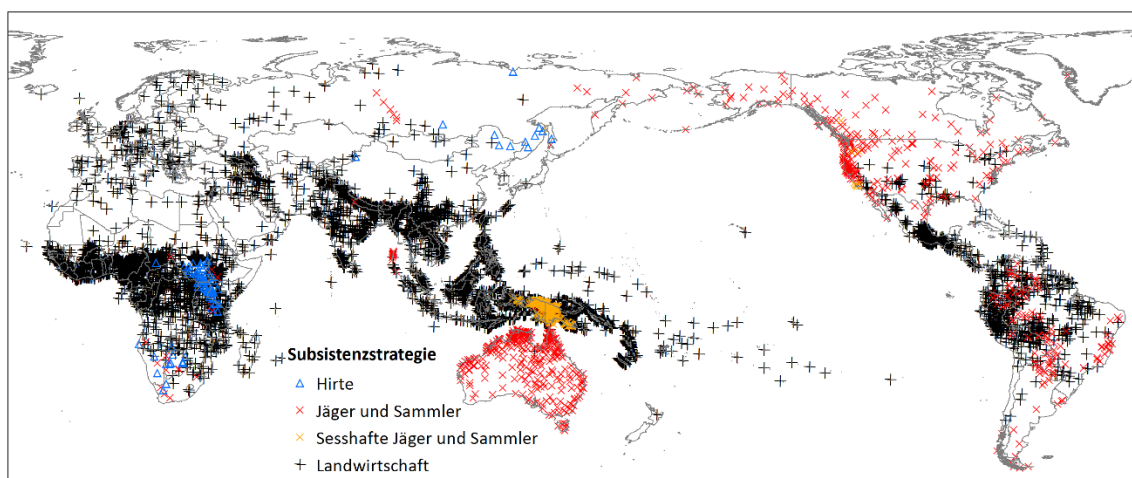 Subsistenzstrategie
Hirte
Jäger und Sammler
Sesshafte Jäger und Sammler
Landwirtschaft